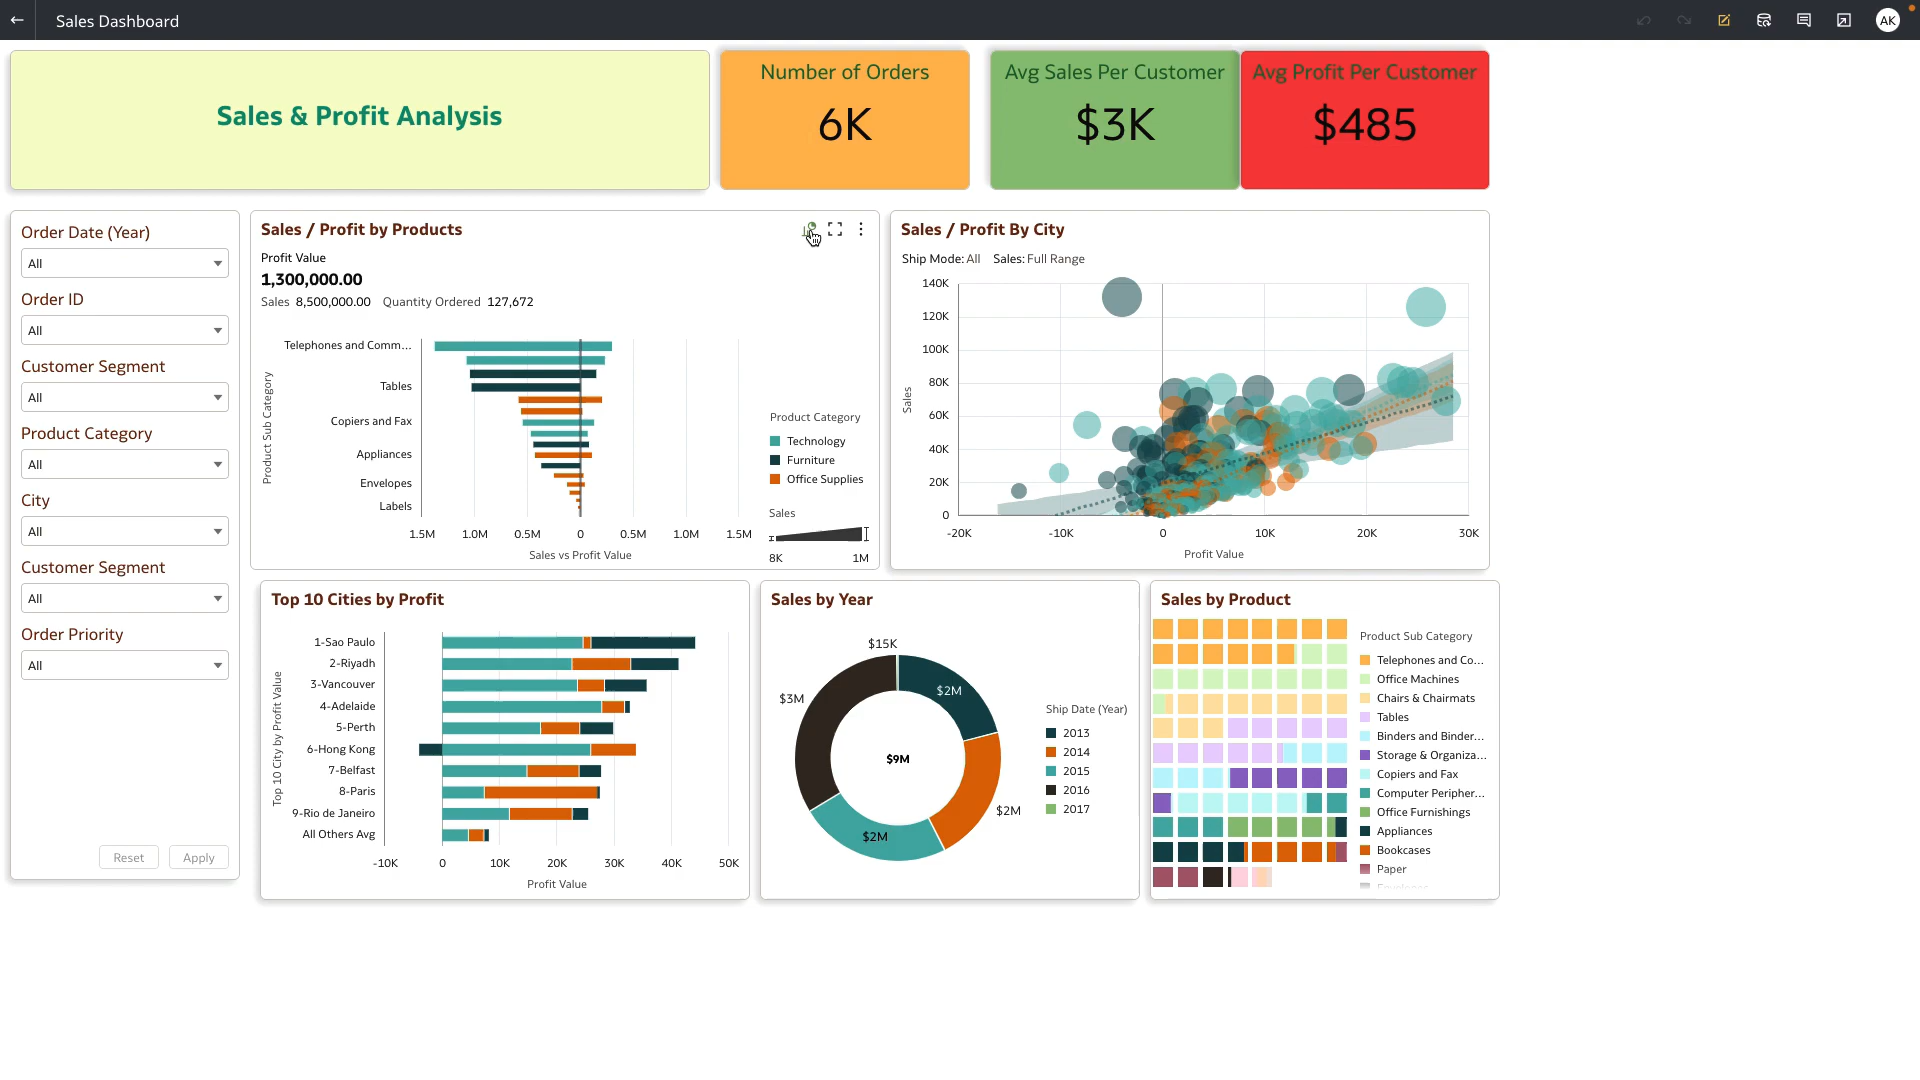 Sales Dashboard
AK
Sales & Profit Analysis
Number of Orders
6K
Avg Sales Per Customer
$3K
Avg Profit Per Customer
$485
Order Date (Year)
All
Order ID
All
Customer Segment
All
Product Category
All
City
All
Customer Segment
All
Order Priority
All
Reset Apply
Sales / Profit by Products
Profit Value
1,300,000.00
Sales 8,500,000.00 Quantity Ordered 127,672
Product Sub Category
Telephones and Comm...
Tables
Copiers and Fax
Appliances
Envelopes
Labels
1.5M 1.0M 0.5M 0 0.5M 1.0M 1.5M
Sales vs Profit Value
Product Category
Technology
Furniture
Office Supplies
Sales
8K 1M
Sales / Profit By City
Ship Mode: All Sales: Full Range
Sales
140K
120K
100K
80K
60K
40K
20K
0
-20K -10K 0 10K 20K 30K
Profit Value
Top 10 Cities by Profit
Top 10 City by Profit Value
1-Sao Paulo
2-Riyadh
3-Vancouver
4-Adelaide
5-Perth
6-Hong Kong
7-Belfast
8-Paris
9-Rio de Janeiro
All Others Avg
-10K 0 10K 20K 30K 40K 50K
Profit Value
Sales by Year
$15K
$2M
$3M
$9M
$2M
$2M
Ship Date (Year)
2013
2014
2015
2016
2017
Sales by Product
Product Sub Category
Telephones and Co...
Office Machines
Chairs & Chairmats
Tables
Binders and Binder...
Storage & Organiza...
Copiers and Fax
Computer Peripher...
Office Furnishings
Appliances
Bookcases
Paper